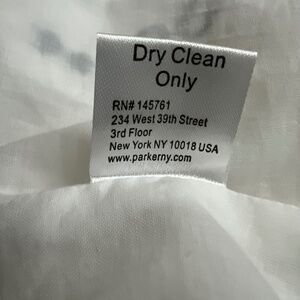 Dry Clean
Only
RN# 145761
234 West 39th Street
3rd Floor
New York NY 10018 USA
www.parkerny.com